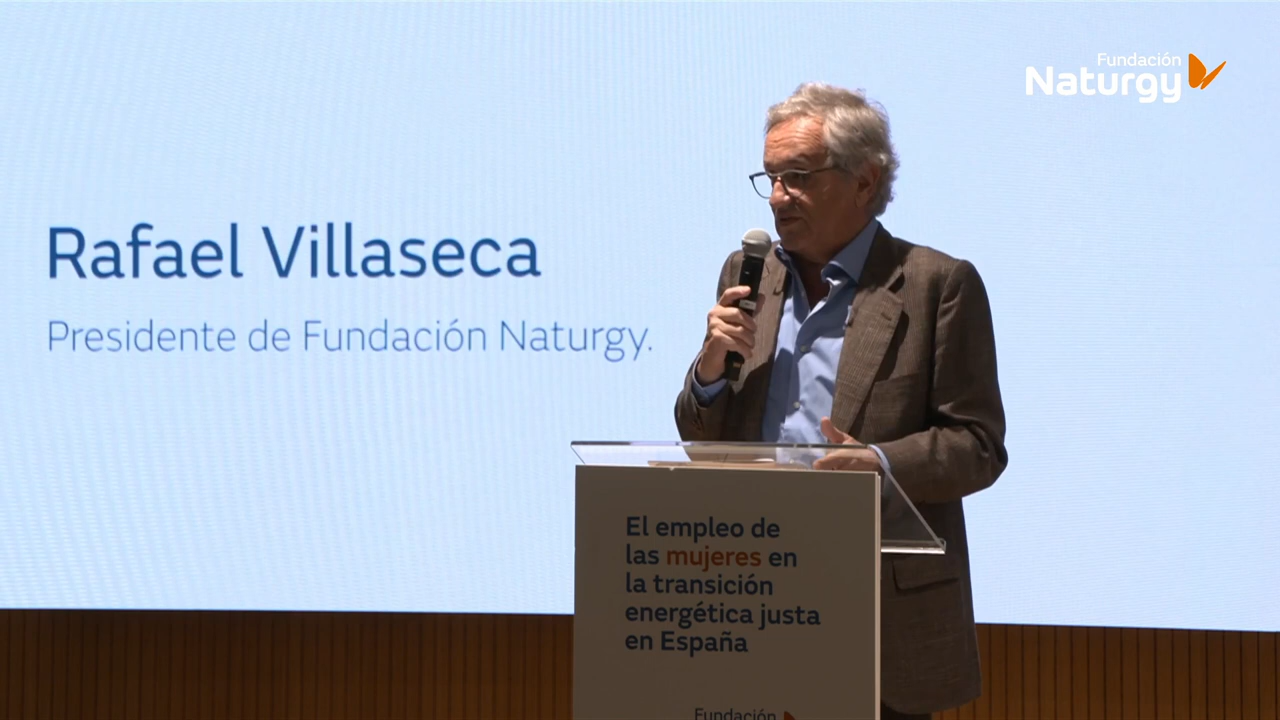 Fundación
Naturgy
Rafael Villaseca
Presidente de Fundación Naturgy.
El empleo de
las mujeres en
la transición
energética justa
en España
Fundación